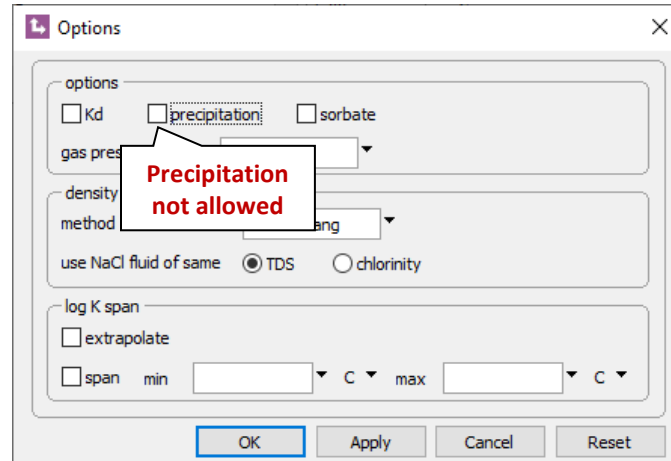 Options
options
Kd precipitation sorbate
gas pres
Precipitation
not allowed
density
method ang
use NaCl fluid of same TDS chlorinity
log K span
extrapolate
span min C max C
OK Apply Cancel Reset